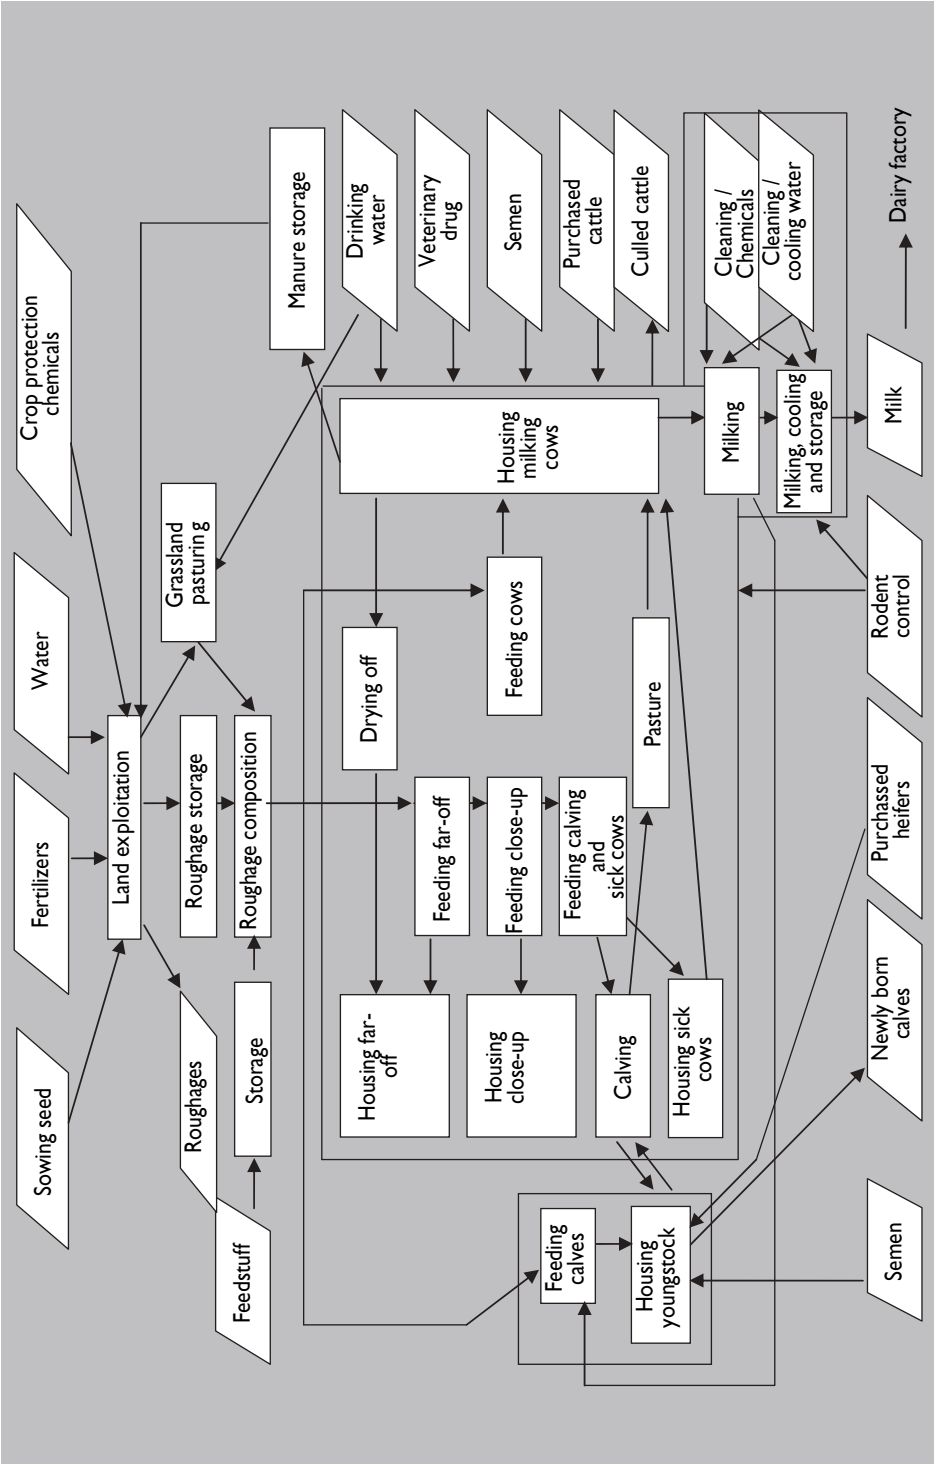 Sowing seed
Fertilizers
Water
Crop protection
chemicals
Land exploitation
Roughages
Roughage storage
Grassland
pasturing
Feedstuff
Storage
Roughage composition
Manure storage
Housing far-
off
Drying off
Drinking
water
Feeding far-off
Veterinary
drug
Housing
close-up
Feeding close-up
Feeding cows
Housing
milking
cows
Semen
Feeding
calves
Feeding calving
and
sick cows
Purchased
cattle
Calving
Culled cattle
Housing
youngstock
Housing sick
cows
Pasture
Milking
Cleaning /
Chemicals
Cleaning /
cooling water
Milking, cooling
and storage
Semen
Newly born
calves
Purchassed
heifers
Rodent
control
Milk
Dairy factory